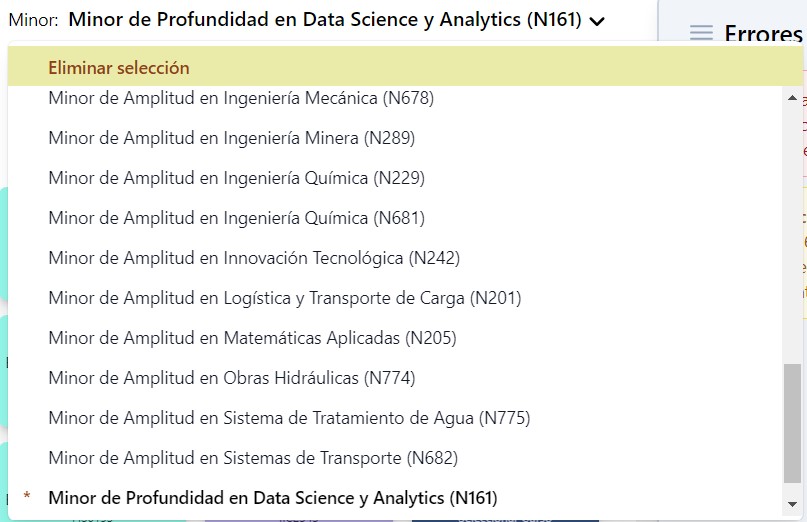 Minor: Minor de Profundidad en Data Science y Analytics (N161)
Errores
Eliminar selección
Minor de Amplitud en Ingeniería Mecánica (N678)
Minor de Amplitud en Ingeniería Minera (N289)
Minor de Amplitud en Ingeniería Química (N229)
Minor de Amplitud en Ingeniería Química (N681)
Minor de Amplitud en Innovación Tecnológica (N242)
Minor de Amplitud en Logística y Transporte de Carga (N201)
Minor de Amplitud en Matemáticas Aplicadas (N205)
Minor de Amplitud en Obras Hidráulicas (N774)
Minor de Amplitud en Sistema de Tratamiento de Agua (N775)
Minor de Amplitud en Sistemas de Transporte (N682)
* Minor de Profundidad en Data Science y Analytics (N161)